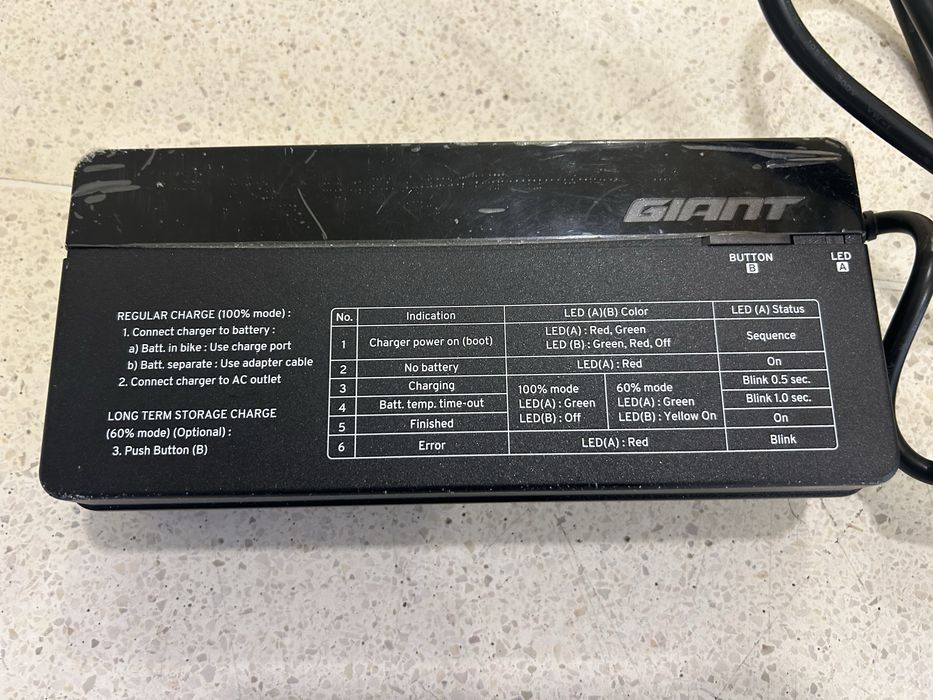 GIANT
BUTTON
B
LED
A
REGULAR CHARGE (100% mode) :
1. Connect charger to battery :
a) Batt. in bike : Use charge port
b) Batt. separate : Use adapter cable
2. Connect charger to AC outlet
LONG TERM STORAGE CHARGE
(60% mode) (Optional) :
3. Push Button (B)
No. Indication LED (A)(B) Color LED (A) Status
1 Charger power on (boot) LED(A) : Red, Green Sequence
LED (B) : Green, Red, Off
2 No battery LED(A) : Red On
3 Charging 100% mode 60% mode Blink 0.5 sec.
4 Batt. temp. time-out LED(A) : Green LED(A) : Green Blink 1.0 sec.
5 Finished LED(B) : Off LED(B) : Yellow On On
6 Error LED(A) : Red Blink